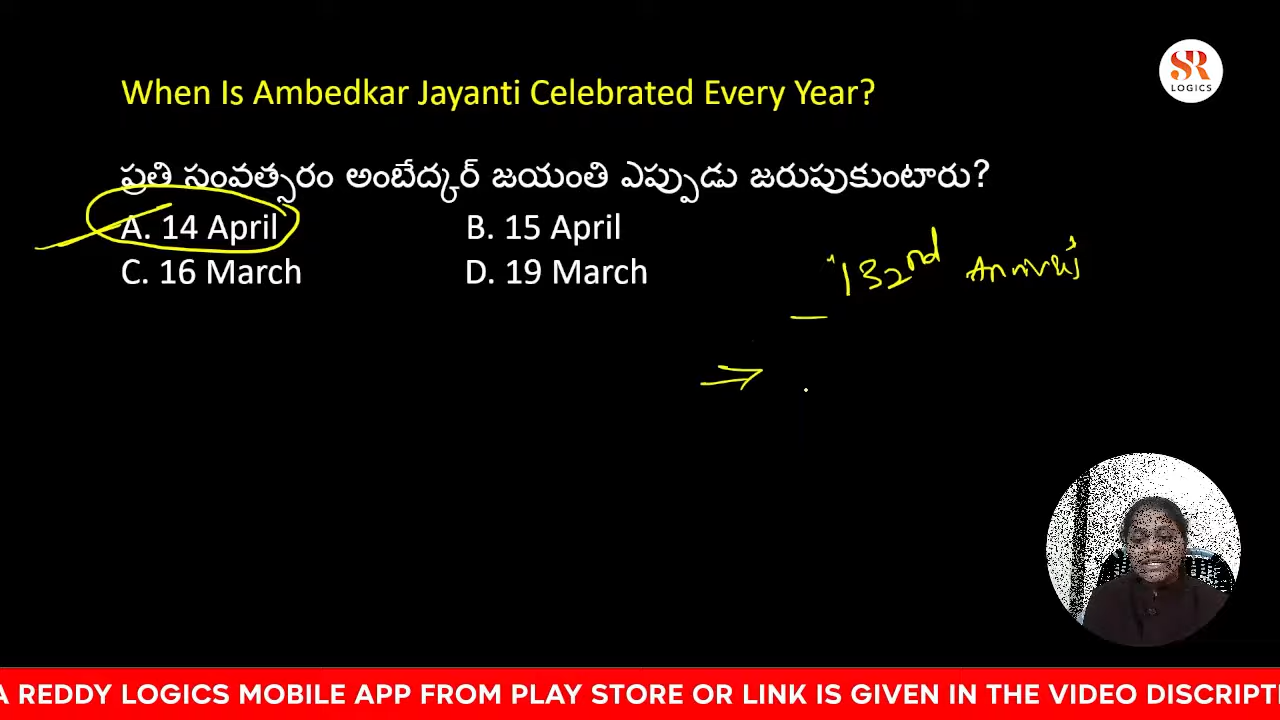 SR
LOGICS
When Is Ambedkar Jayanti Celebrated Every Year?
ప్రతి సంవత్సరం అంబేద్కర్ జయంతి ఎప్పుడు జరుపుకుంటారు?
A. 14 April B. 15 April
C. 16 March D. 19 March
132nd
A REDDY LOGICS MOBILE APP FROM PLAY STORE OR LINK IS GIVEN IN THE VIDEO DISCRIPTI